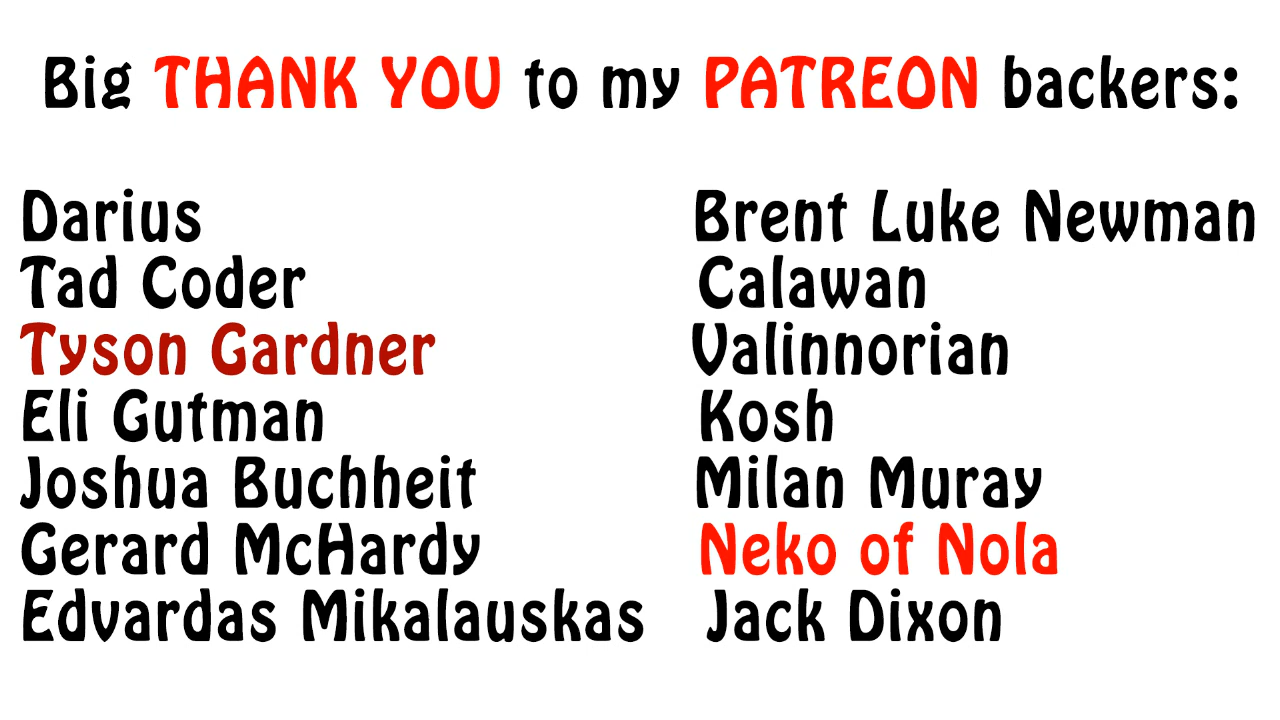 Big THANK YOU to my PATREON backers:
Darius
Tad Coder
Tyson Gardner
Eli Gutman
Joshua Buchheit
Gerard McHardy
Edvardas Mikalauskas
Brent Luke Newman
Calawan
Valinnorian
Kosh
Milan Muray
Neko of Nola
Jack Dixon